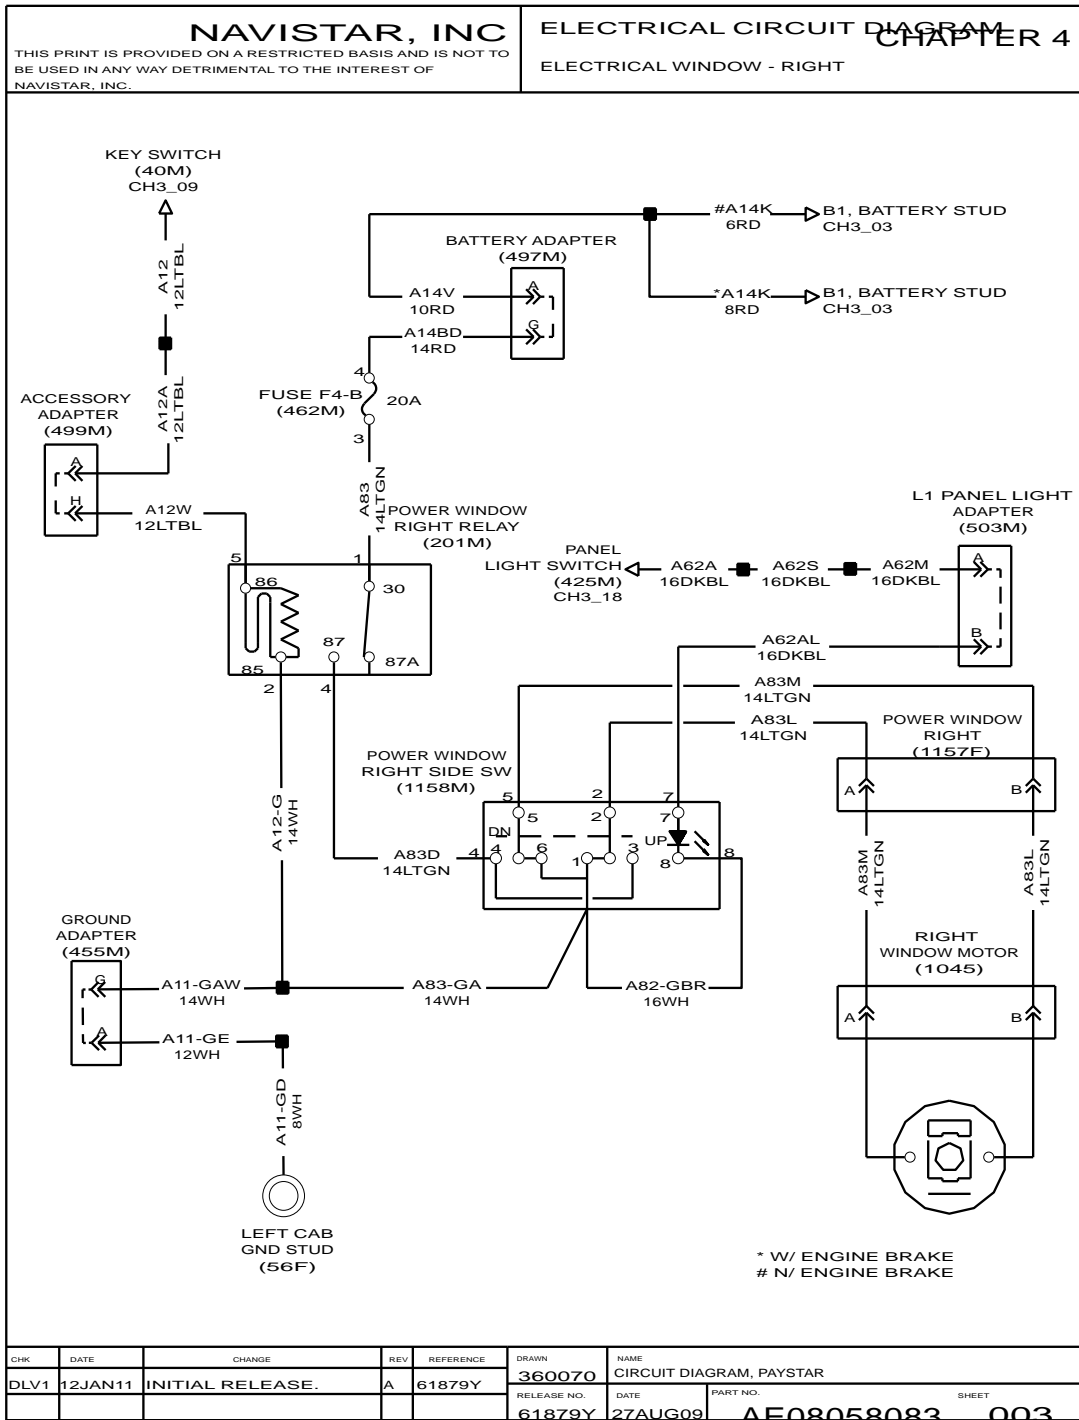 NAVISTAR, INC
THIS PRINT IS PROVIDED ON A RESTRICTED BASIS AND IS NOT TO
BE USED IN ANY WAY DETRIMENTAL TO THE INTEREST OF
NAVISTAR, INC.
ELECTRICAL CIRCUIT DIAGRAM
CHAPTER 4
ELECTRICAL WINDOW - RIGHT
KEY SWITCH
(40M)
CH3_09
A12
12LTBL
A12A
12LTBL
ACCESSORY
ADAPTER
(499M)
A
H
A12W
12LTBL
#A14K
6RD
B1, BATTERY STUD
CH3_03
*A14K
8RD
B1, BATTERY STUD
CH3_03
BATTERY ADAPTER
(497M)
A
G
A14V
10RD
A14BD
14RD
4
FUSE F4-B
(462M)
20A
3
A83
14LTGN
POWER WINDOW
RIGHT RELAY
(201M)
5
1
86
30
87
87A
85
2
4
L1 PANEL LIGHT
ADAPTER
(503M)
A
B
PANEL
LIGHT SWITCH
(425M)
CH3_18
A62A
16DKBL
A62S
16DKBL
A62M
16DKBL
A62AL
16DKBL
A83M
14LTGN
A83L
14LTGN
POWER WINDOW
RIGHT
(1157F)
A
B
POWER WINDOW
RIGHT SIDE SW
(1158M)
5
2
7
5
2
7
DN
UP
4
4
6
1
3
8
8
A12-G
14WH
A83D
14LTGN
A83M
14LTGN
A83L
14LTGN
GROUND
ADAPTER
(455M)
G
A
A11-GAW
14WH
A83-GA
14WH
A82-GBR
16WH
A11-GE
12WH
A11-GD
8WH
RIGHT
WINDOW MOTOR
(1045)
A
B
LEFT CAB
GND STUD
(56F)
* W/ ENGINE BRAKE
# N/ ENGINE BRAKE
CHK DATE CHANGE REV REFERENCE
DLV1 12JAN11 INITIAL RELEASE. A 61879Y
DRAWN
360070
NAME
CIRCUIT DIAGRAM, PAYSTAR
RELEASE NO. DATE PART NO. SHEET
61879Y 27AUG09 AE08058083 003